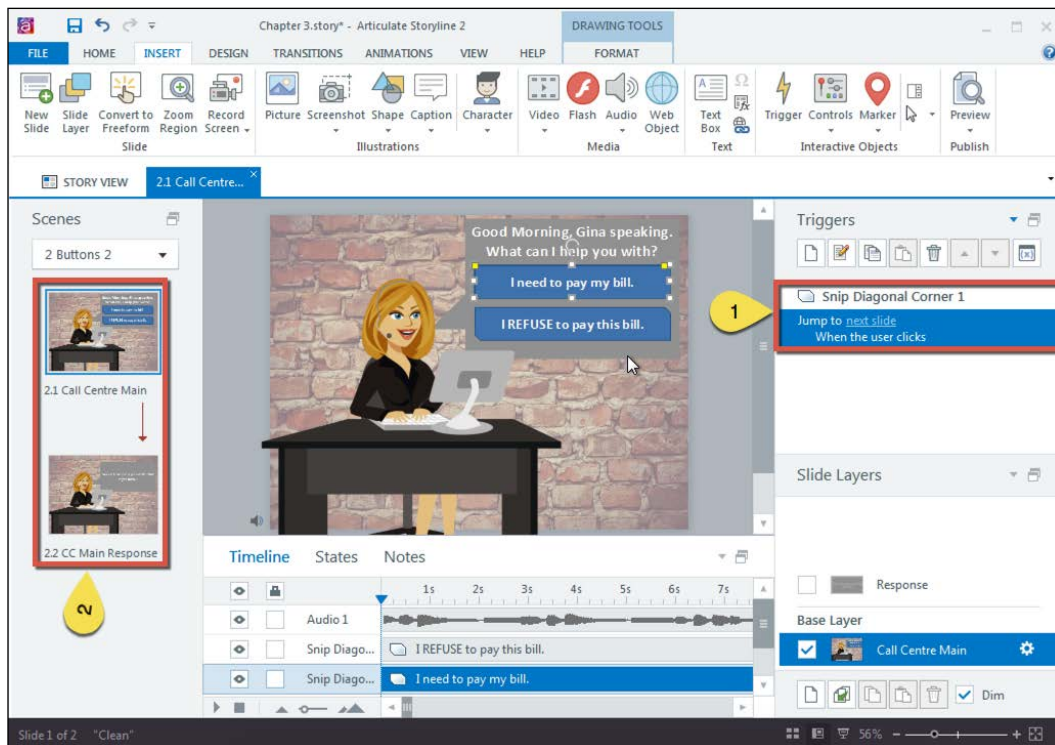 Chapter 3.story* - Articulate Storyline 2
DRAWING TOOLS
FILE
HOME
INSERT
DESIGN
TRANSITIONS
ANIMATIONS
VIEW
HELP
FORMAT
New Slide
Slide Layer
Convert to Freeform
Zoom Region
Record Screen
Picture
Screenshot
Shape
Caption
Character
Video
Flash
Audio
Web Object
Text Box
Trigger
Controls
Marker
Preview
Slide
Illustrations
Media
Text
Interactive Objects
Publish
STORY VIEW
2.1 Call Centre...
Scenes
2 Buttons 2
2.1 Call Centre Main
2.2 CC Main Response
2
Good Morning, Gina speaking.
What can I help you with?
I need to pay my bill.
I REFUSE to pay this bill.
1
Triggers
Snip Diagonal Corner 1
Jump to next slide
When the user clicks
Slide Layers
Response
Base Layer
Call Centre Main
Dim
Timeline
States
Notes
1s 2s 3s 4s 5s 6s 7s
Audio 1
Snip Diago...
I REFUSE to pay this bill.
Snip Diago...
I need to pay my bill.
Slide 1 of 2
"Clean"
56%